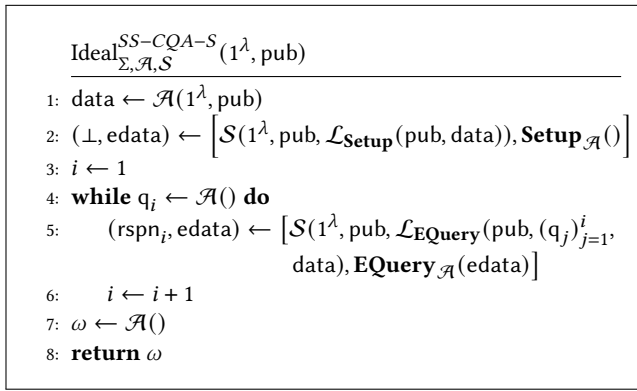 Ideal^{SS−CQA−S}_{Σ,𝒜,𝒮}(1^λ, pub)
1: data ← 𝒜(1^λ, pub)
2: (⊥, edata) ← [𝒮(1^λ, pub, ℒ_Setup(pub, data)), Setup_𝒜()]
3: i ← 1
4: while q_i ← 𝒜() do
5: (rspn_i, edata) ← [𝒮(1^λ, pub, ℒ_EQuery(pub, (q_j)^i_{j=1},
data), EQuery_𝒜(edata)]
6: i ← i + 1
7: ω ← 𝒜()
8: return ω